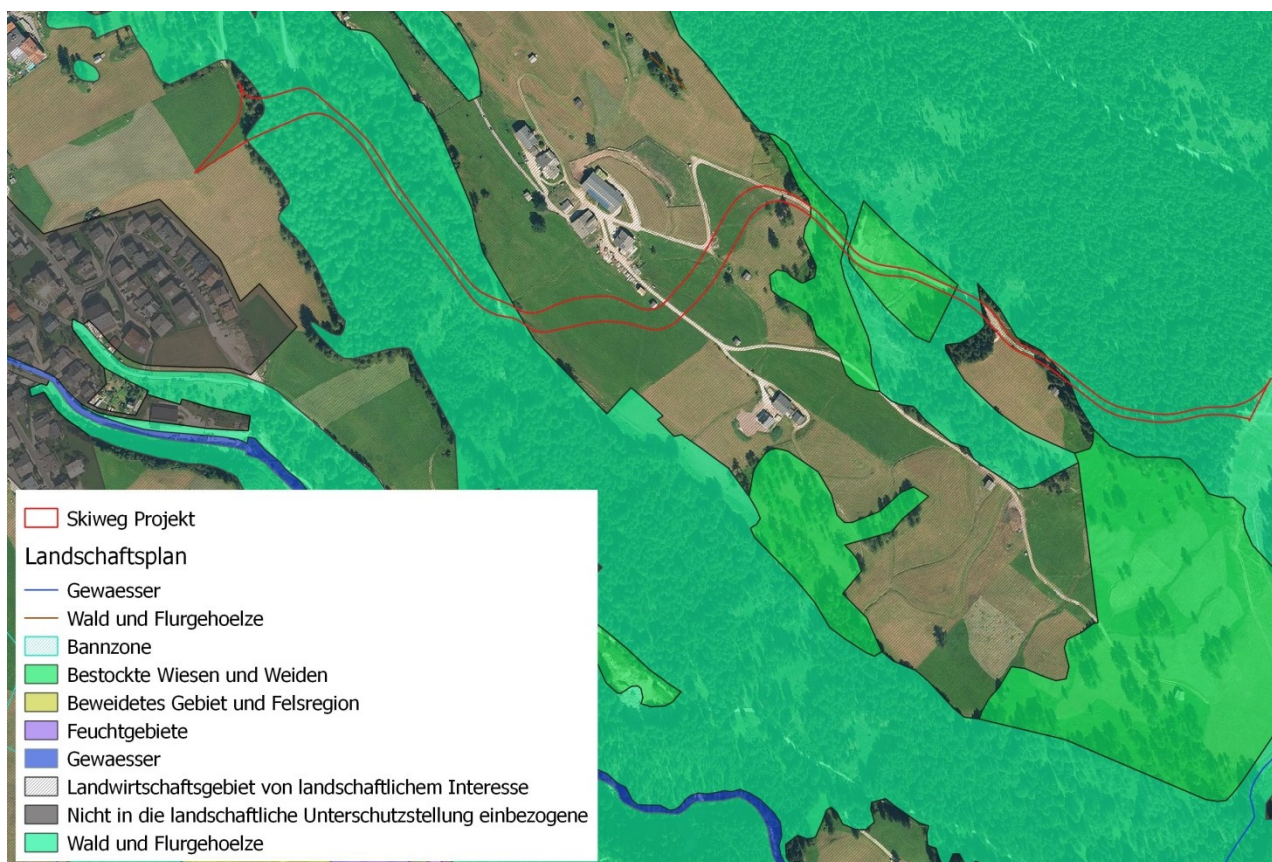 Skiweg Projekt
Landschaftsplan
Gewaesser
Wald und Flurgehoelze
Bannzone
Bestockte Wiesen und Weiden
Beweidetes Gebiet und Felsregion
Feuchtgebiete
Gewaesser
Landwirtschaftsgebiet von landschaftlichem Interesse
Nicht in die landschaftliche Unterschutzstellung einbezogene
Wald und Flurgehoelze